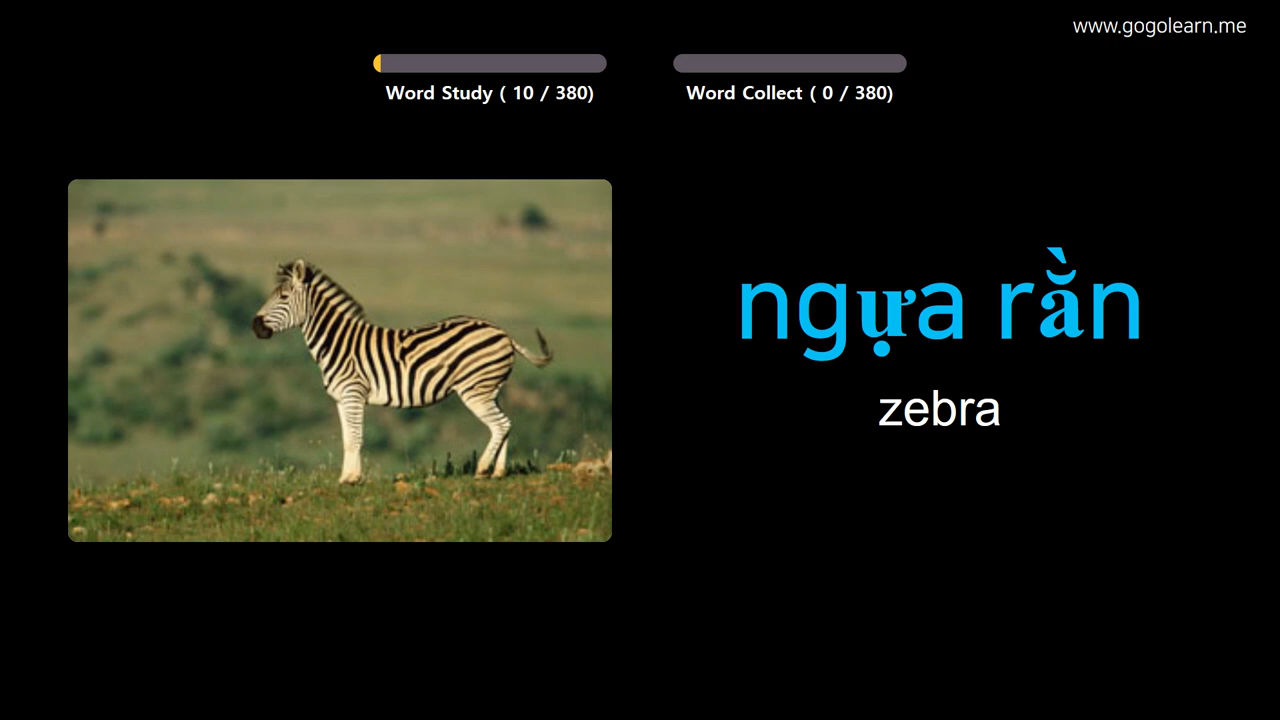 www.gogolearn.me
Word Study ( 10 / 380)
Word Collect ( 0 / 380)
ngựa rằn
zebra